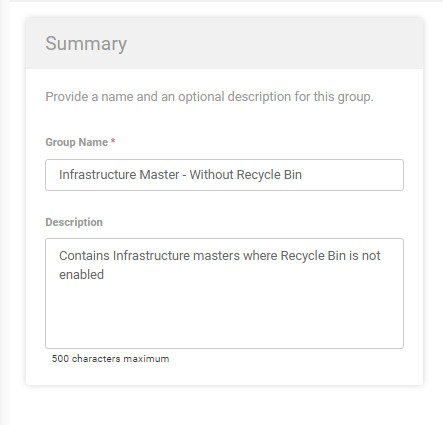 Summary
Provide a name and an optional description for this group.
Group Name *
Infrastructure Master - Without Recycle Bin
Description
Contains Infrastructure masters where Recycle Bin is not
enabled
500 characters maximum